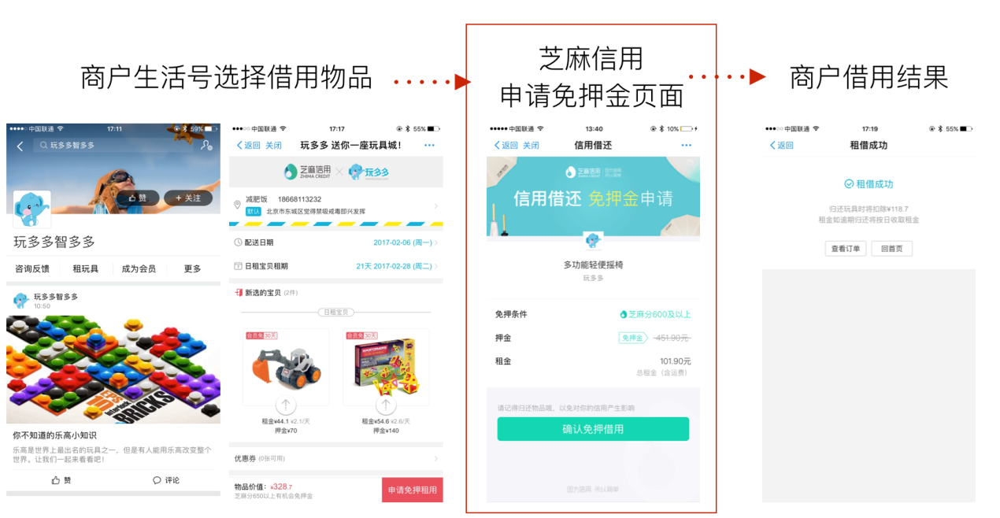 商户生活号选择借用物品
芝麻信用
申请免押金页面
商户借用结果
中国联通
17:11
59%
玩多多智多多
赞
+ 关注
玩多多智多多
咨询反馈
租玩具
成为会员
更多
玩多多智多多
10:50
BRICKS
你不知道的乐高小知识
乐高是世界上最出名的玩具之一，但是有人能用乐高改变整个
世界。让我们一起来看看吧！
赞
评论
中国联通
17:17
55%
返回 关闭
玩多多 送你一座玩具城！
芝麻信用
ZHIMA CREDIT
玩多多
减肥饭 18668113232
默认 北京市东城区觉得禁吸戒毒即兴发挥
配送日期
2017-02-06 (周一)
日租宝贝租期
21天 2017-02-28 (周二)
新选的宝贝 (2件)
日租宝贝
会员免30天
会员免30天
租金¥44.1 ¥2.1/天
押金¥70
租金¥54.6 ¥2.6/天
押金¥140
优惠券 (0张可用)
物品价值：¥328.7
芝麻分650以上有机会免押金
申请免押租用
中国联通
13:40
10%
返回 关闭
信用借还
芝麻信用
ZHIMA CREDIT
因为信用
所以简单
信用借还 免押金申请
多功能轻便摇椅
玩多多
免押条件
芝麻分600及以上
押金
免押金
451.90元
租金
101.90元
总租金（含运费）
请记得归还物品哦，以免对你的信用产生影响
确认免押借用
因为信用 所以简单
中国联通
17:19
55%
返回
租借成功
租借成功
归还玩具时将扣除¥118.7
租金如逾期归还将按日收取租金
查看订单
回首页